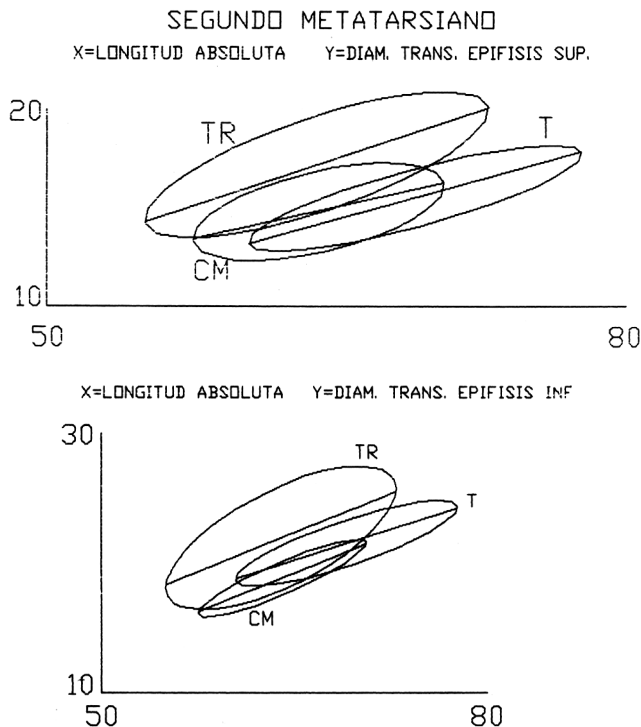 SEGUNDO METATARSIANO
X=LONGITUD ABSOLUTA Y=DIAM. TRANS. EPIFISIS SUP.
20
TR
T
CM
10
50 80
X=LONGITUD ABSOLUTA Y=DIAM. TRANS. EPIFISIS INF
30
TR
T
CM
10
50 80